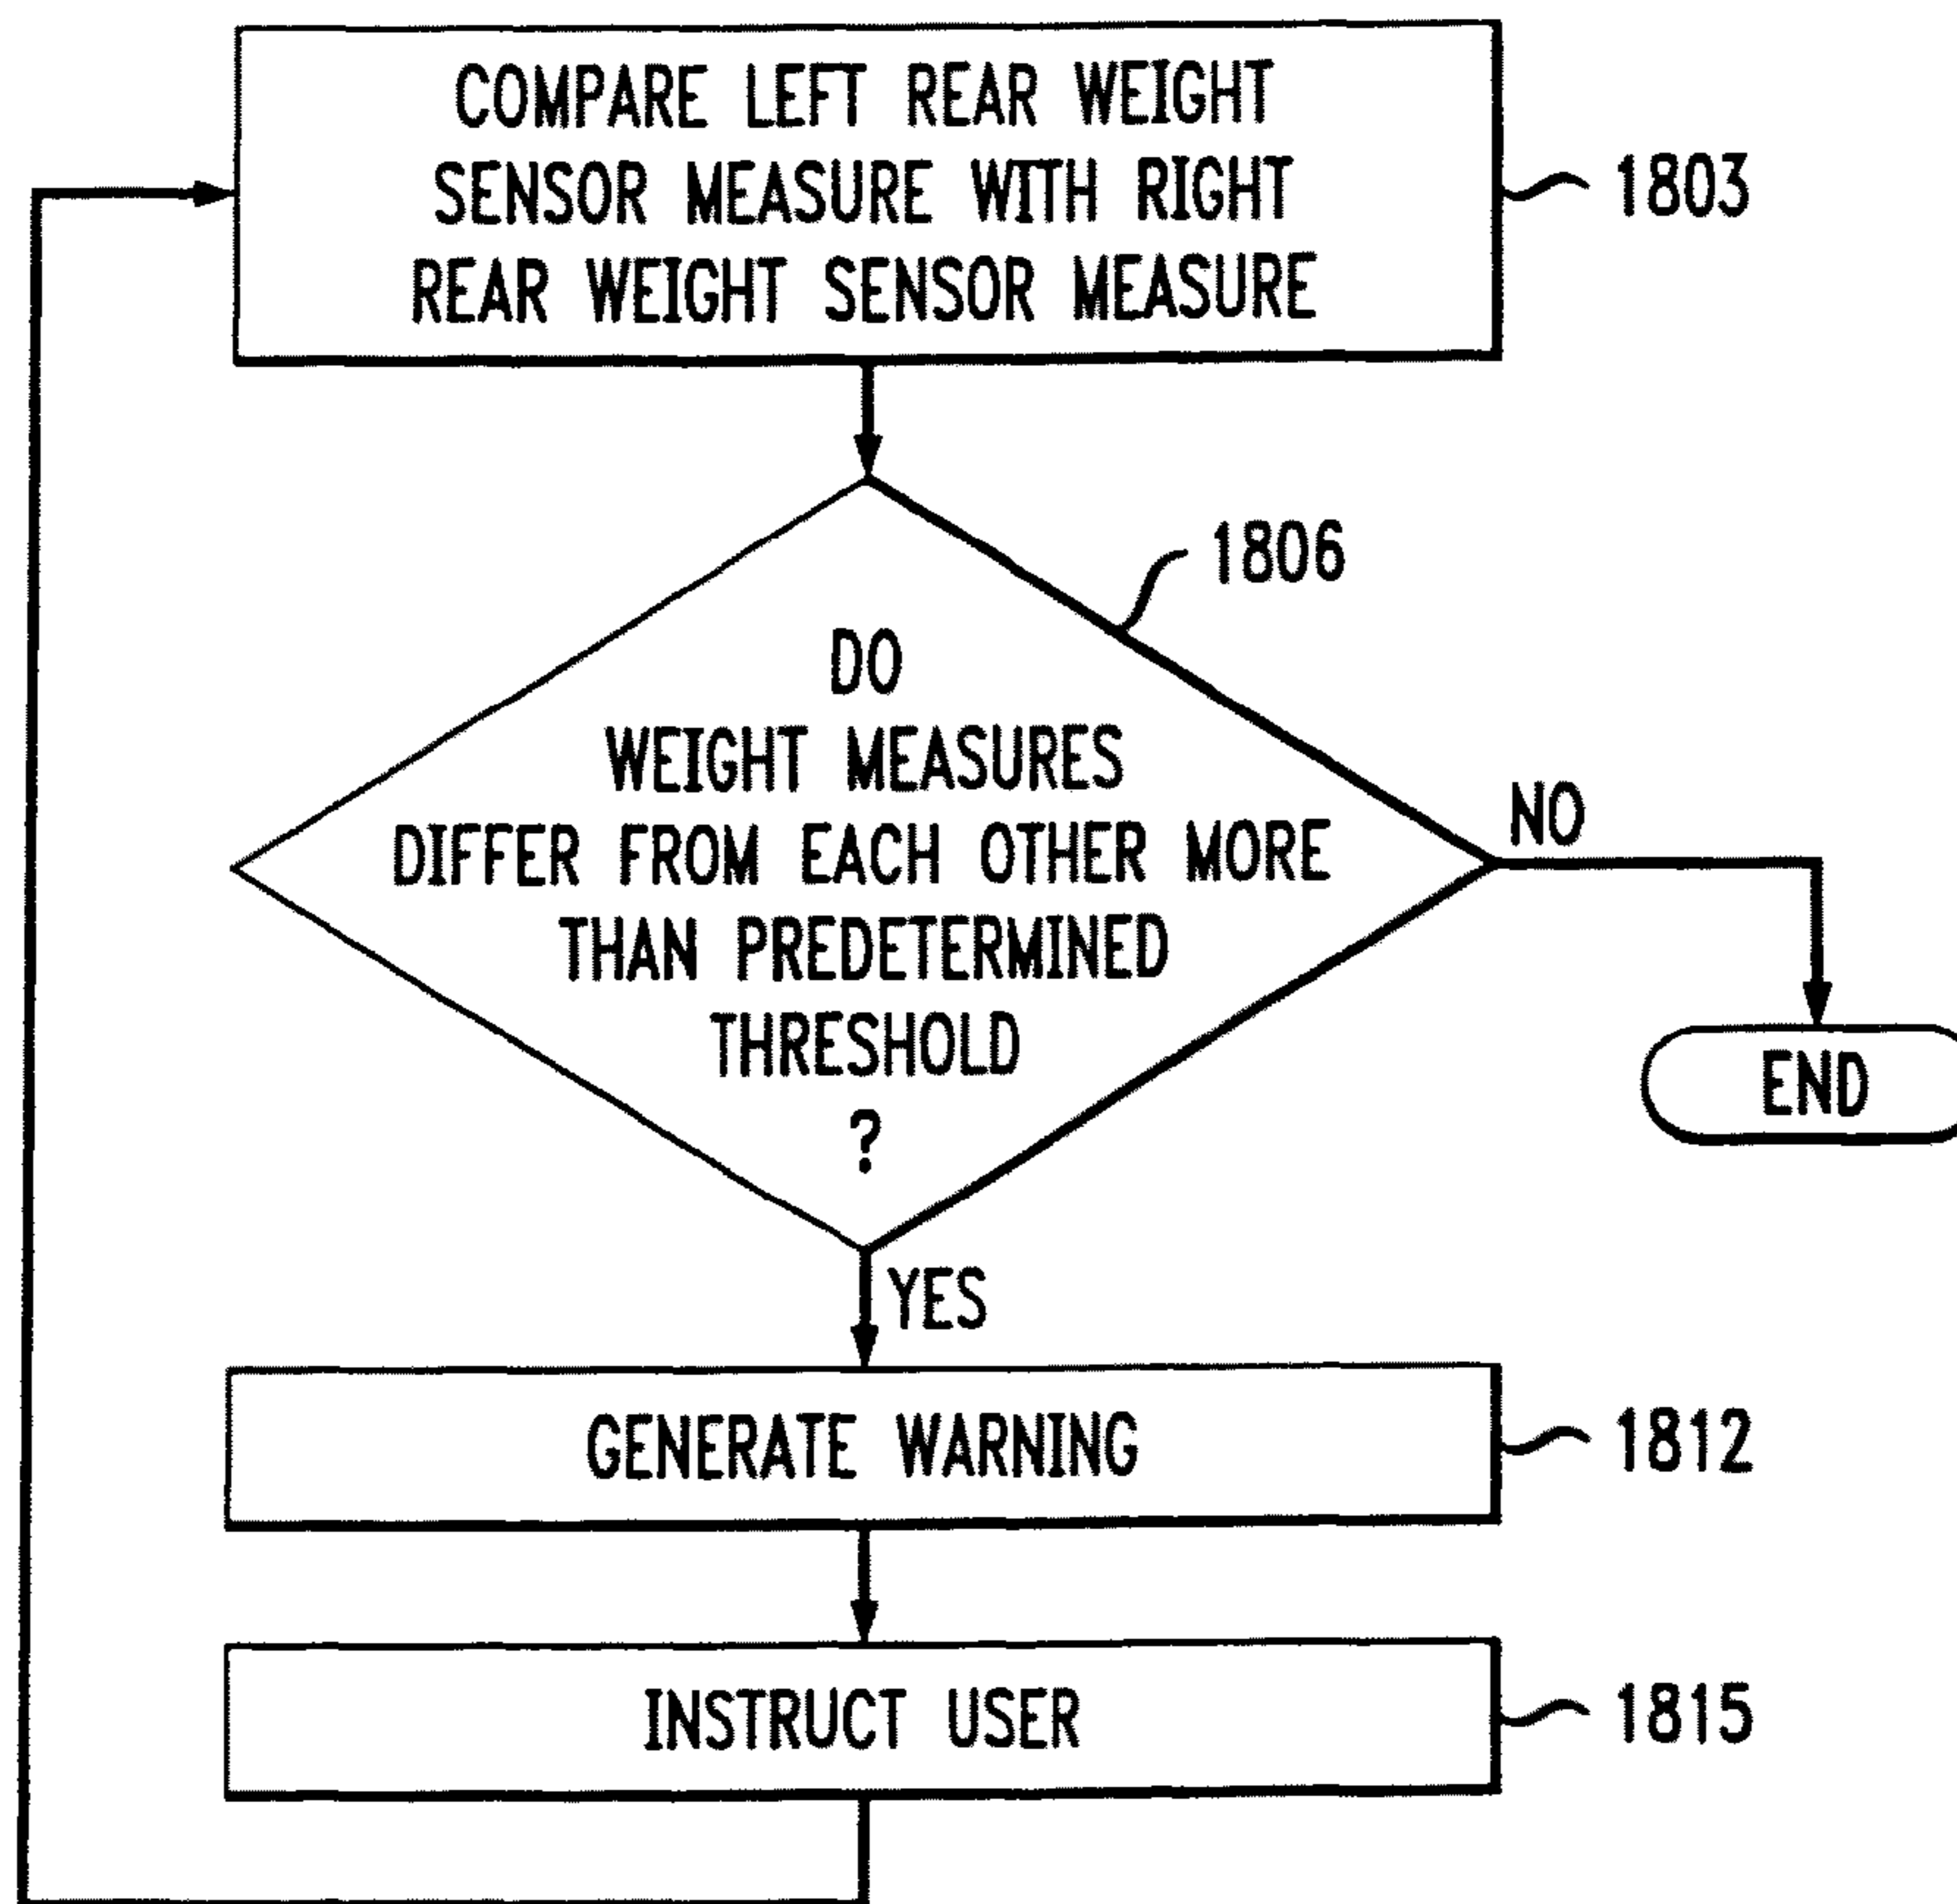 COMPARE LEFT REAR WEIGHT
SENSOR MEASURE WITH RIGHT
REAR WEIGHT SENSOR MEASURE
1803
1806
DO
WEIGHT MEASURES
DIFFER FROM EACH OTHER MORE
THAN PREDETERMINED
THRESHOLD
?
NO
END
YES
GENERATE WARNING
1812
INSTRUCT USER
1815